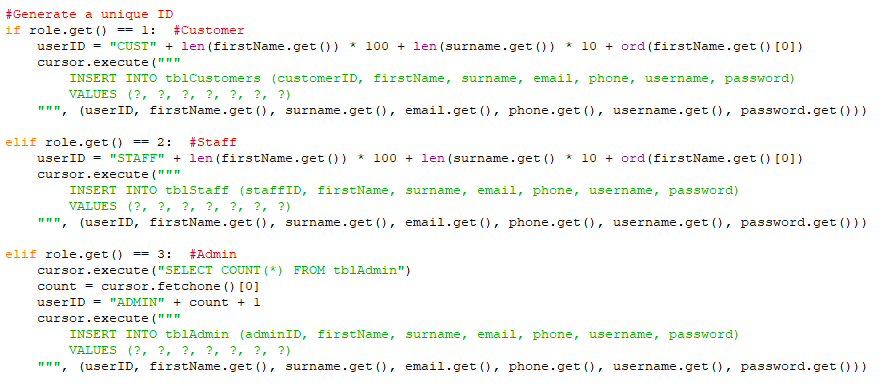 #Generate a unique ID
if role.get() == 1:  #Customer
    userID = "CUST" + len(firstName.get()) * 100 + len(surname.get()) * 10 + ord(firstName.get()[0])
    cursor.execute("""
        INSERT INTO tblCustomers (customerID, firstName, surname, email, phone, username, password)
        VALUES (?, ?, ?, ?, ?, ?, ?)
    """, (userID, firstName.get(), surname.get(), email.get(), phone.get(), username.get(), password.get()))

elif role.get() == 2:  #Staff
    userID = "STAFF" + len(firstName.get()) * 100 + len(surname.get() * 10 + ord(firstName.get()[0])
    cursor.execute("""
        INSERT INTO tblStaff (staffID, firstName, surname, email, phone, username, password)
        VALUES (?, ?, ?, ?, ?, ?, ?)
    """, (userID, firstName.get(), surname.get(), email.get(), phone.get(), username.get(), password.get()))

elif role.get() == 3:  #Admin
    cursor.execute("SELECT COUNT(*) FROM tblAdmin")
    count = cursor.fetchone()[0]
    userID = "ADMIN" + count + 1
    cursor.execute("""
        INSERT INTO tblAdmin (adminID, firstName, surname, email, phone, username, password)
        VALUES (?, ?, ?, ?, ?, ?, ?)
    """, (userID, firstName.get(), surname.get(), email.get(), phone.get(), username.get(), password.get()))